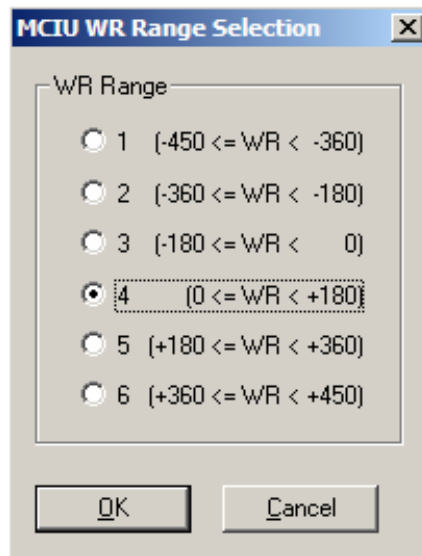 MCIU WR Range Selection
WR Range
1 (-450 <= WR < -360)
2 (-360 <= WR < -180)
3 (-180 <= WR < 0)
4 (0 <= WR < +180)
5 (+180 <= WR < +360)
6 (+360 <= WR < +450)
OK Cancel